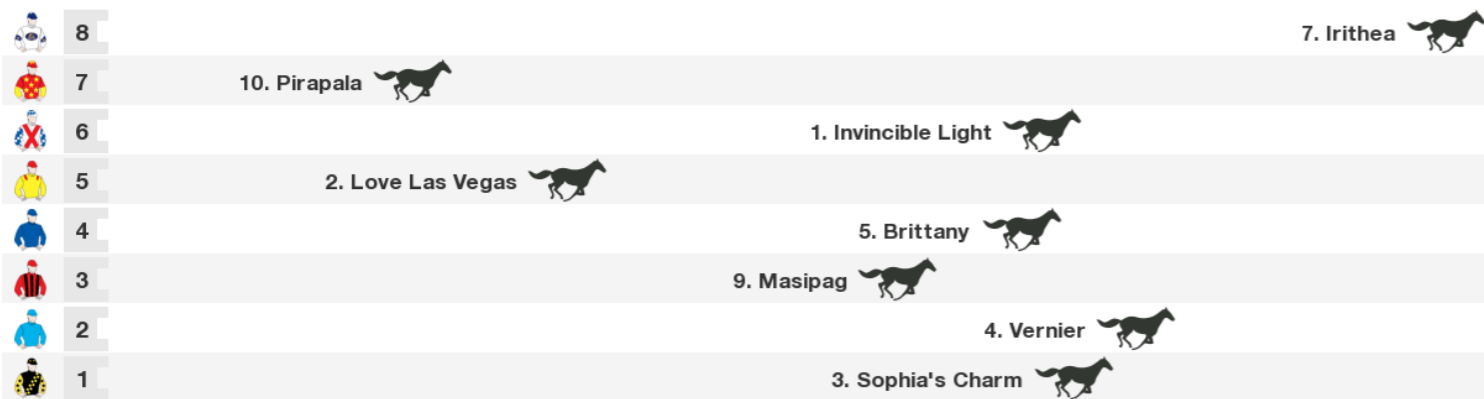 8 7. Irithea
7 10. Pirapala
6 1. Invincible Light
5 2. Love Las Vegas
4 5. Brittany
3 9. Masipag
2 4. Vernier
1 3. Sophia's Charm